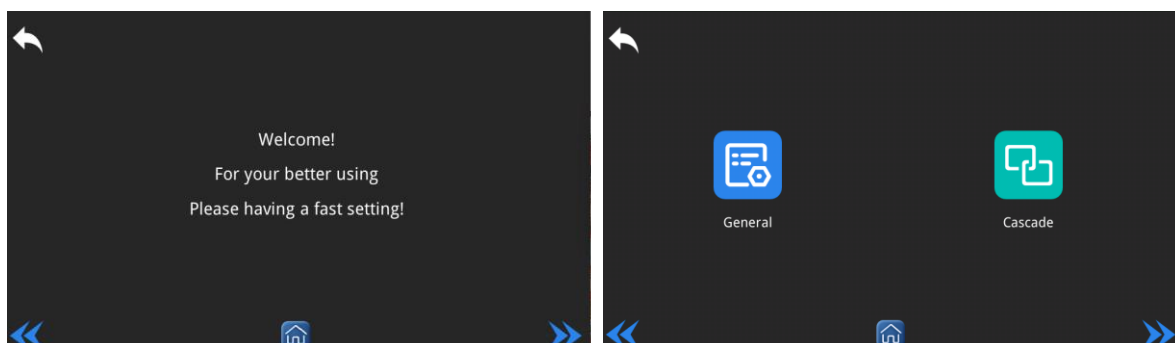 Welcome!
For your better using
Please having a fast setting!
General
Cascade